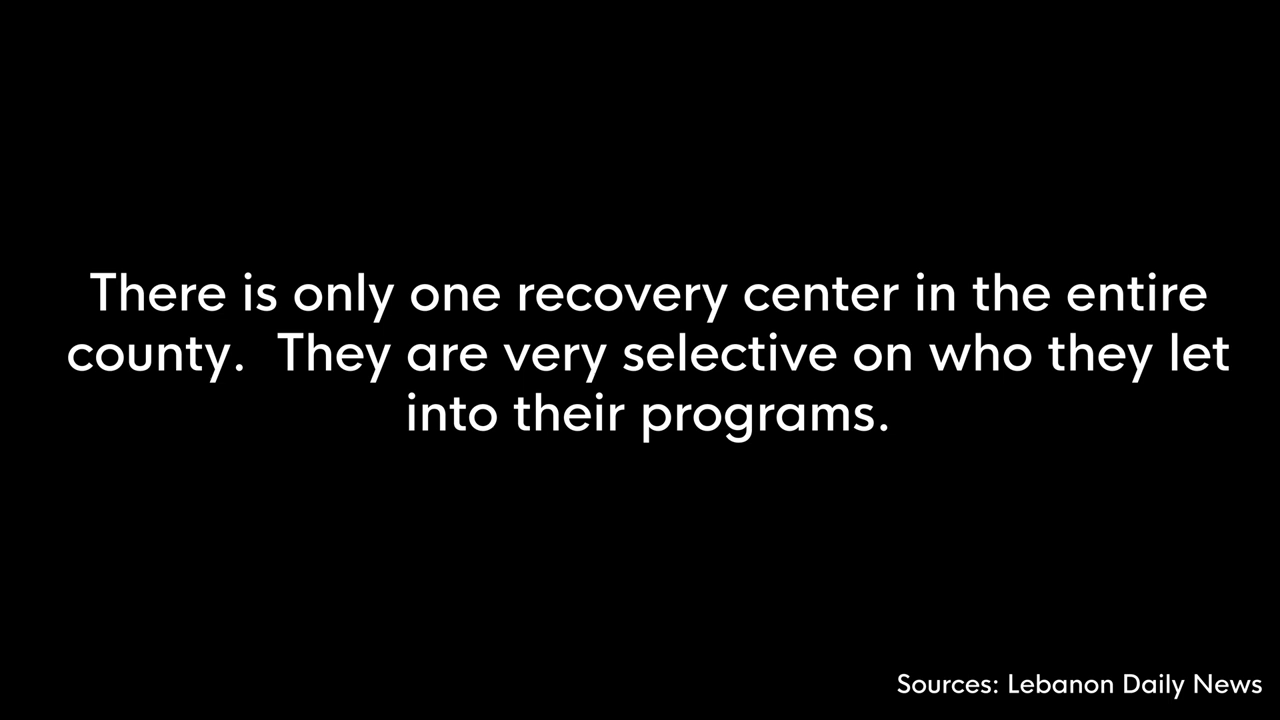 There is only one recovery center in the entire
county.  They are very selective on who they let
into their programs.
Sources: Lebanon Daily News